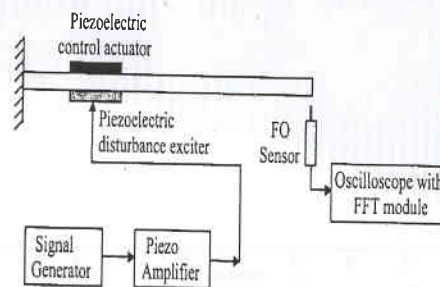 Piezoelectric
control actuator
Piezoelectric
disturbance exciter
FO
Sensor
Oscilloscope with
FFT module
Signal
Generator
Piezo
Amplifier